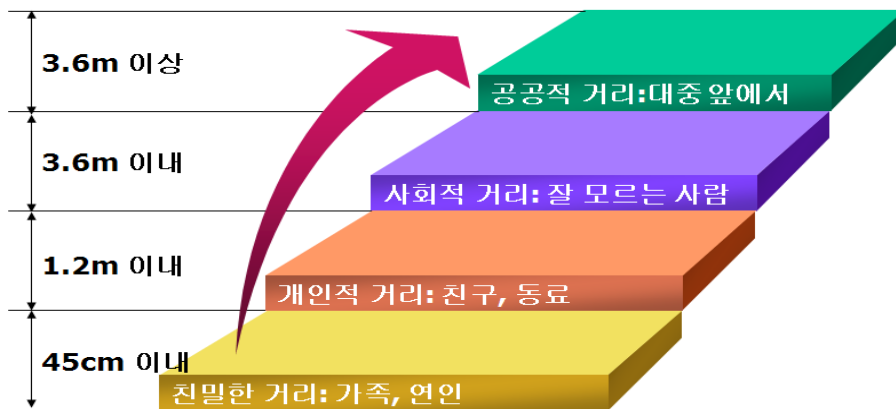 3.6m 이상
공공적 거리:대중 앞에서
3.6m 이내
사회적 거리: 잘 모르는 사람
1.2m 이내
개인적 거리: 친구, 동료
45cm 이내
친밀한 거리: 가족, 연인